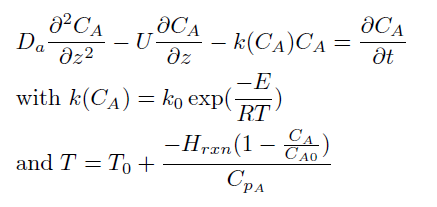 D_a ∂²C_A/∂z² − U ∂C_A/∂z − k(C_A)C_A = ∂C_A/∂t
with k(C_A) = k_0 exp(−E/RT)
and T = T_0 + −H_rxn(1 − C_A/C_A0)/C_pA